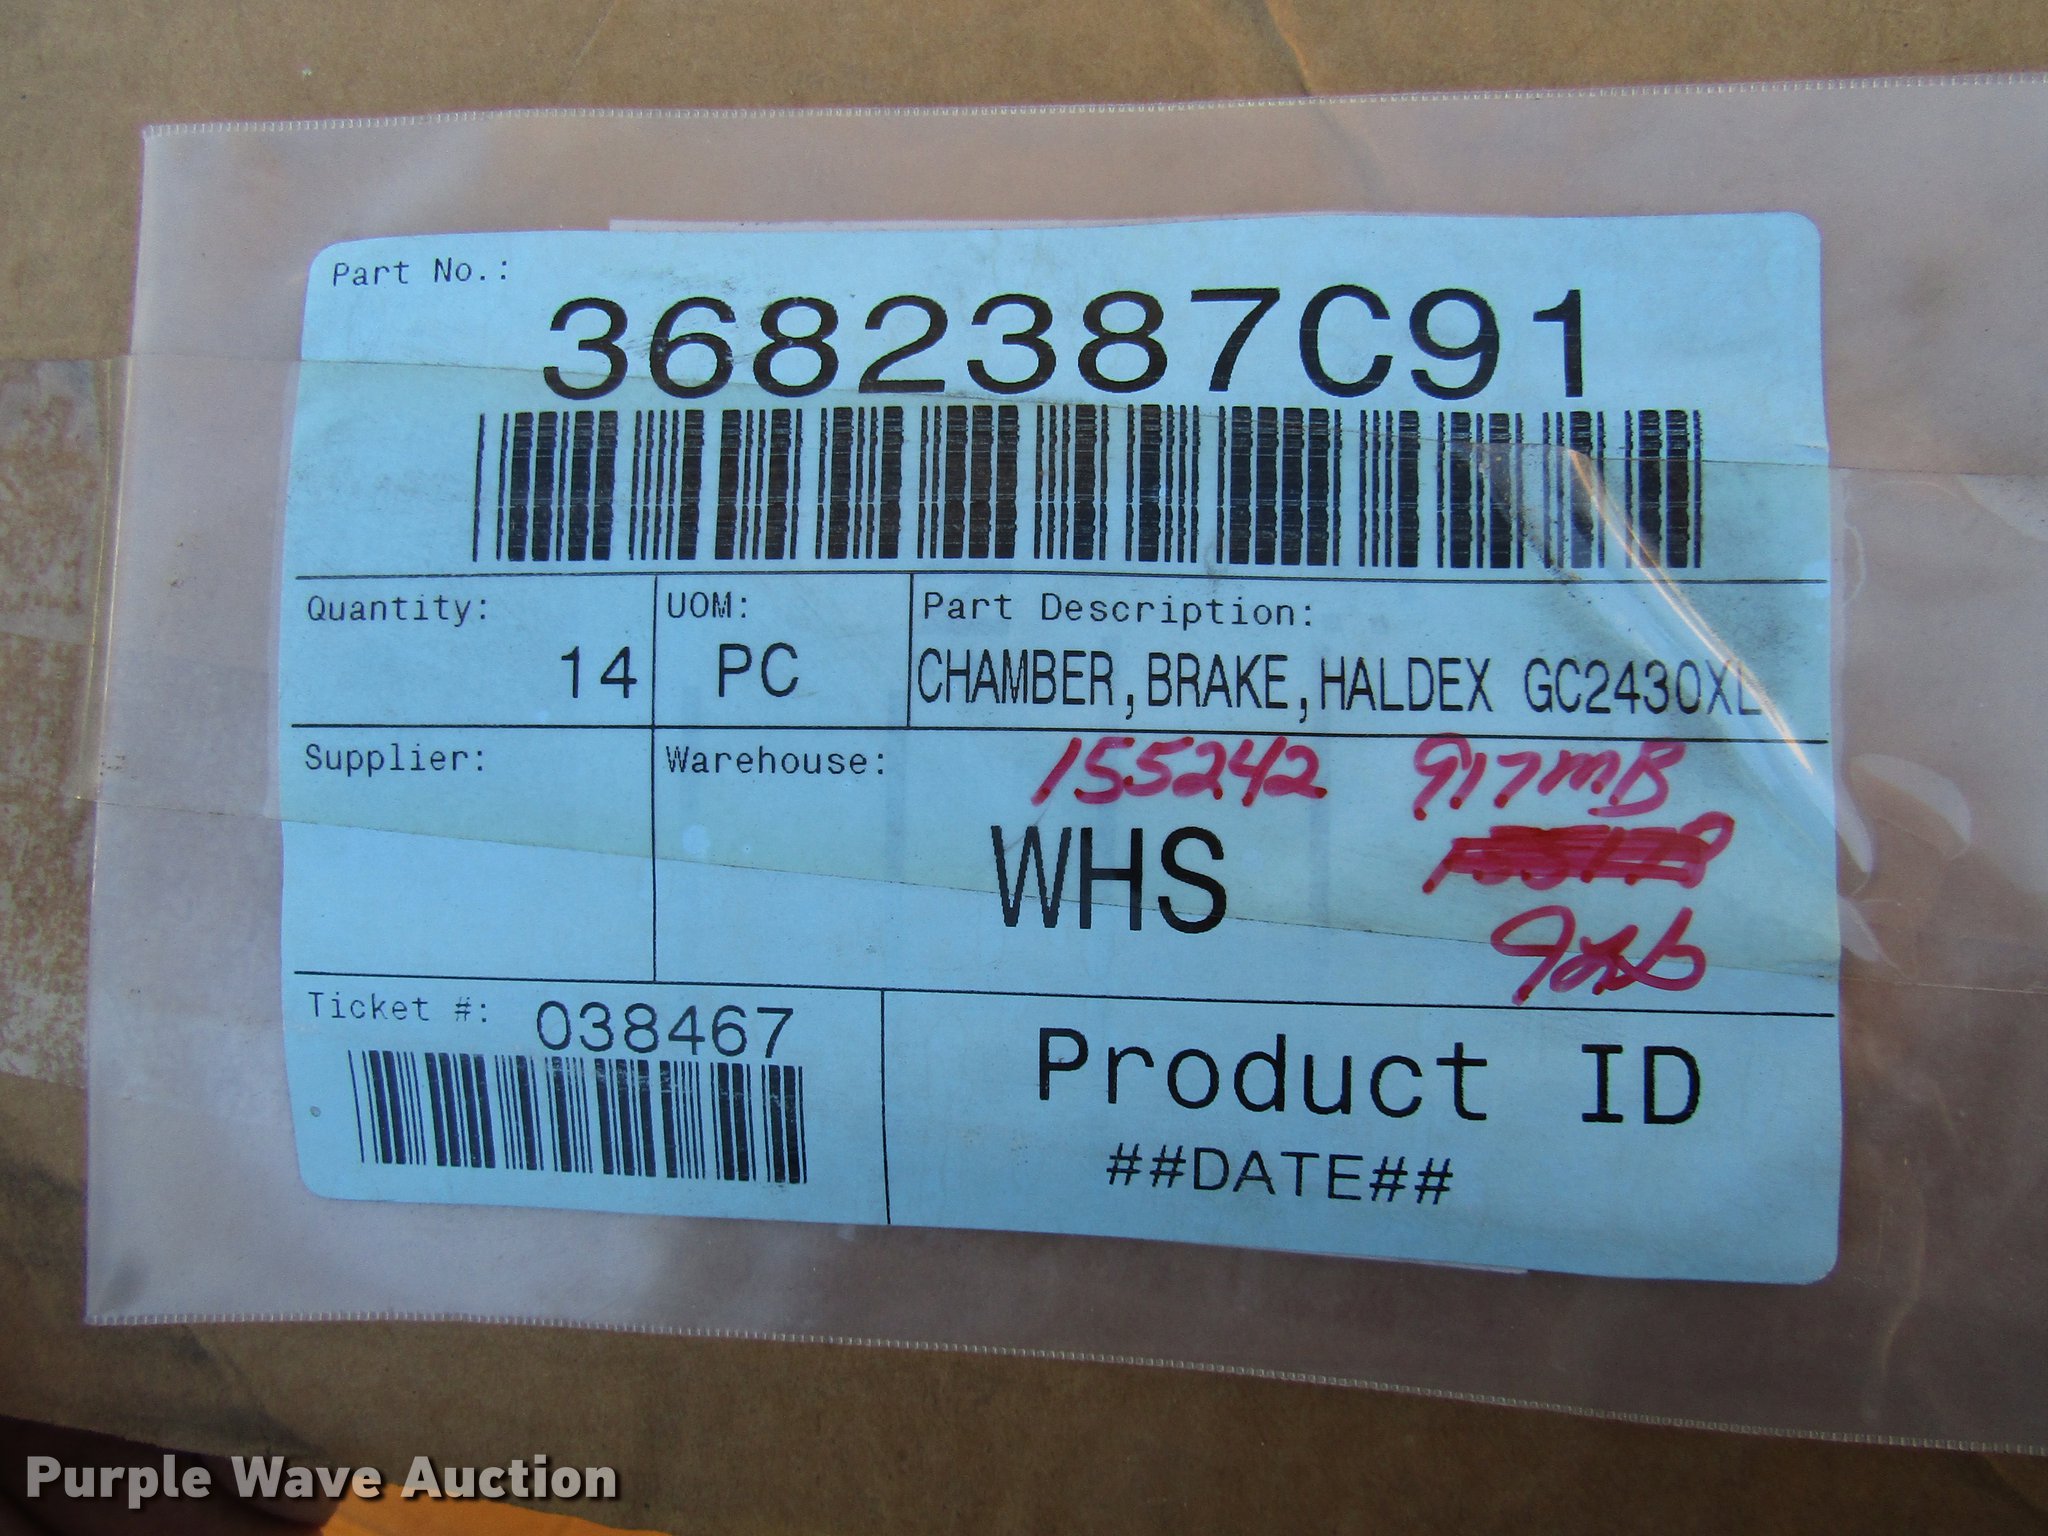 Part No.:
3682387C91
Quantity:
14
UOM:
PC
Part Description:
CHAMBER,BRAKE,HALDEX GC2430XL
Supplier:
Warehouse:
155242 917MB
WHS
Ticket #: 038467
Product ID
##DATE##
Purple Wave Auction